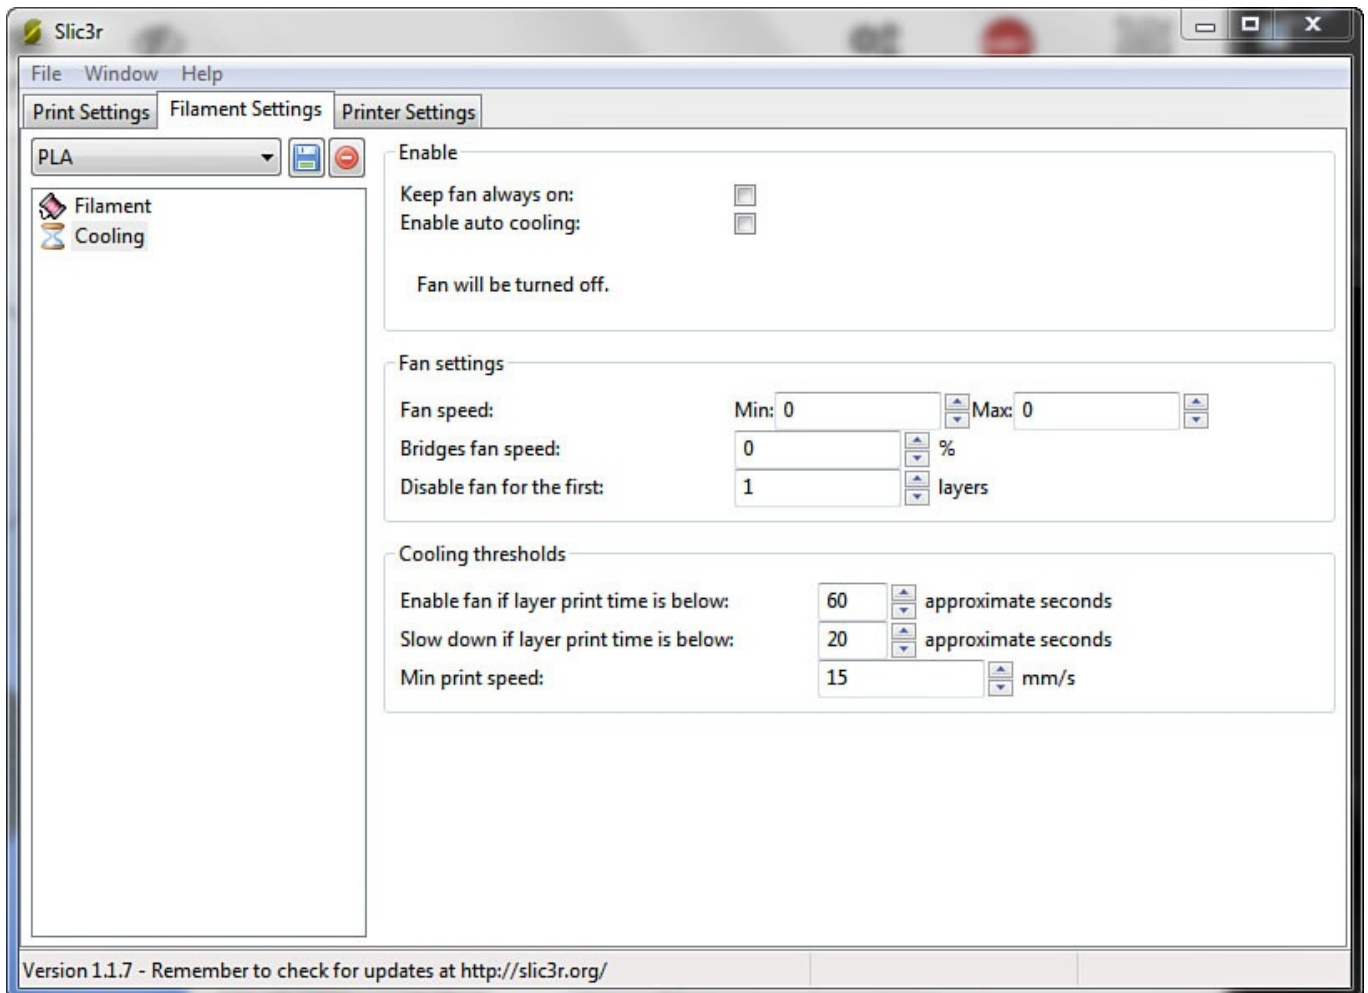 Slic3r
File Window Help
Print Settings Filament Settings Printer Settings
PLA
Filament
Cooling
Enable
Keep fan always on:
Enable auto cooling:
Fan will be turned off.
Fan settings
Fan speed: Min: 0 Max: 0
Bridges fan speed: 0 %
Disable fan for the first: 1 layers
Cooling thresholds
Enable fan if layer print time is below: 60 approximate seconds
Slow down if layer print time is below: 20 approximate seconds
Min print speed: 15 mm/s
Version 1.1.7 - Remember to check for updates at http://slic3r.org/